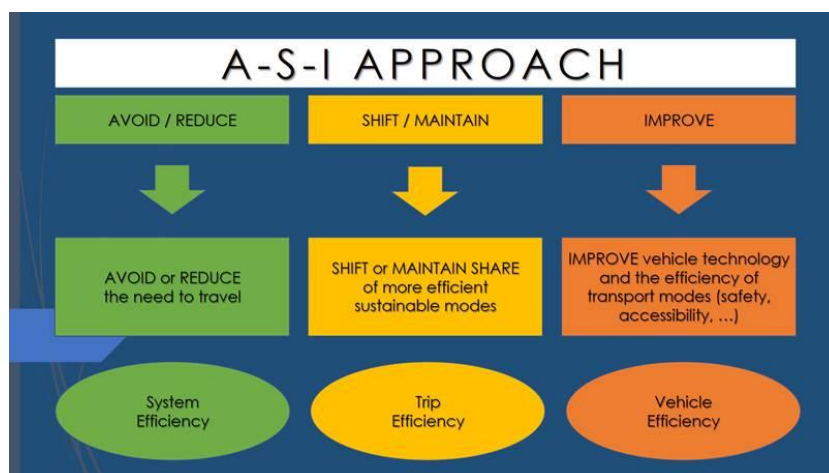 A-S-I APPROACH
AVOID / REDUCE
SHIFT / MAINTAIN
IMPROVE
AVOID or REDUCE
the need to travel
SHIFT or MAINTAIN SHARE
of more efficient
sustainable modes
IMPROVE vehicle technology
and the efficiency of
transport modes (safety,
accessibility, ...)
System
Efficiency
Trip
Efficiency
Vehicle
Efficiency